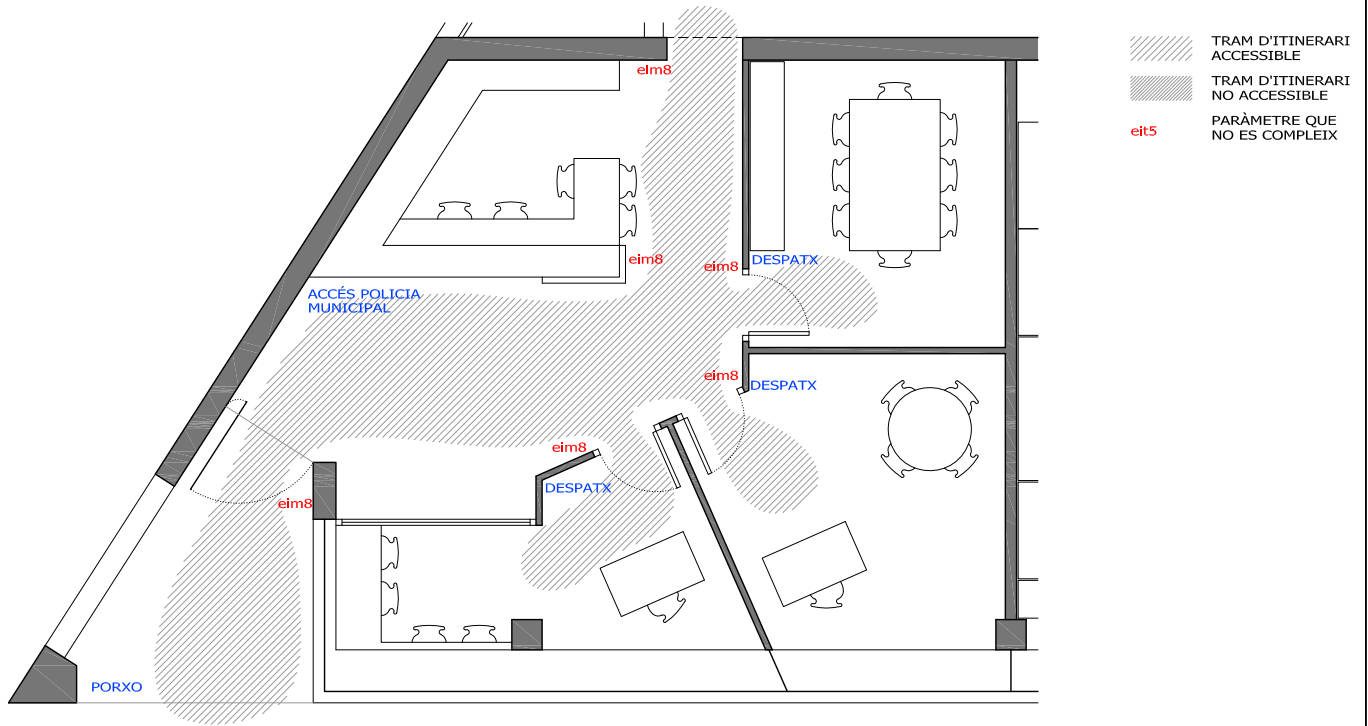 TRAM D'ITINERARI
ACCESSIBLE
TRAM D'ITINERARI
NO ACCESSIBLE
eit5
PARÀMETRE QUE
NO ES COMPLEIX
eim8
eim8
eim8
DESPATX
ACCÉS POLICIA
MUNICIPAL
eim8
DESPATX
eim8
DESPATX
eim8
PORXO